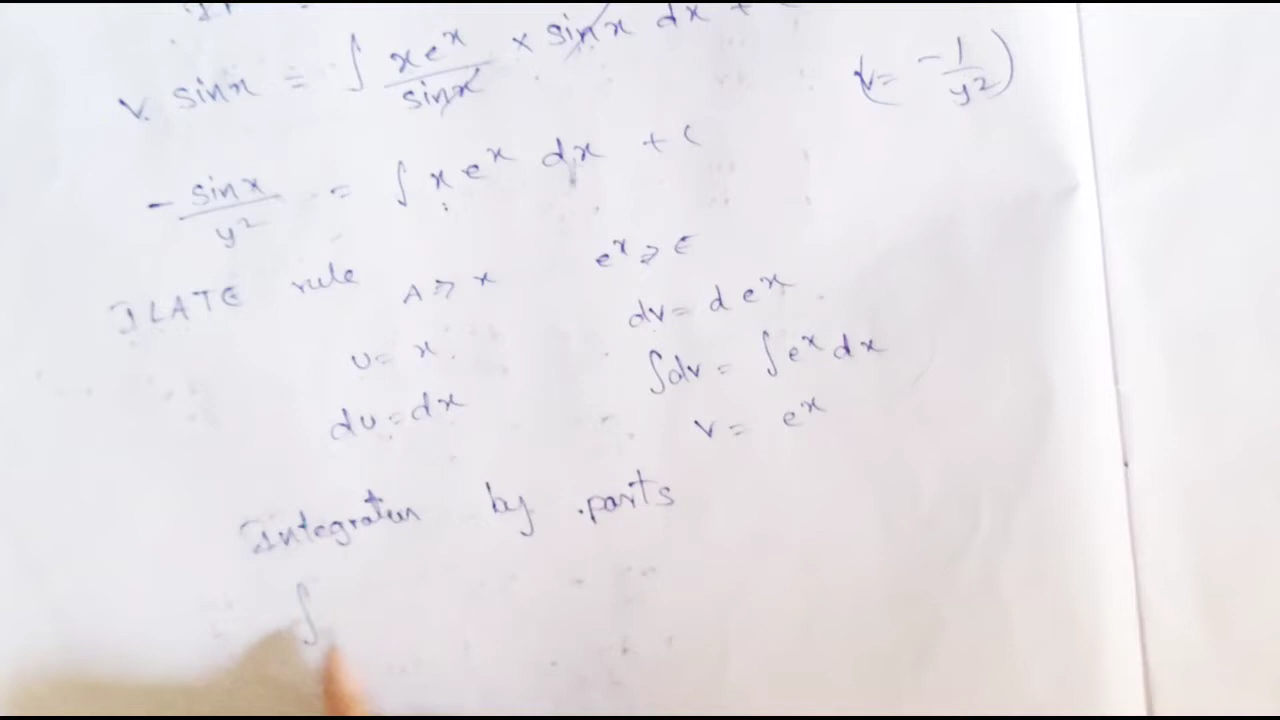 v. sinx = ∫ xe^x / sinx × sinx dx +
(v = -1/y²)
- sinx / y² = ∫ x e^x dx + c
ILATE rule A ⇒ x e^x ⇒ E
u = x. dv = d e^x
du = dx ∫dv = ∫e^x dx
v = e^x
Integration by parts
∫